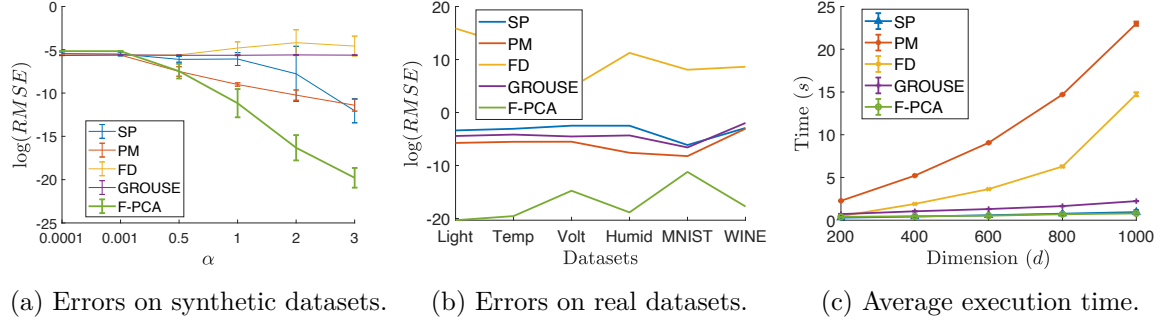 log(RMSE)
0
-5
-10
-15
-20
-25
SP
PM
FD
GROUSE
F-PCA
0.0001 0.001 0.5 1 2 3
α
(a) Errors on synthetic datasets.
log(RMSE)
20
10
0
-10
-20
SP
PM
FD
GROUSE
F-PCA
Light Temp Volt Humid MNIST WINE
Datasets
(b) Errors on real datasets.
Time (s)
25
20
15
10
5
0
SP
PM
FD
GROUSE
F-PCA
200 400 600 800 1000
Dimension (d)
(c) Average execution time.